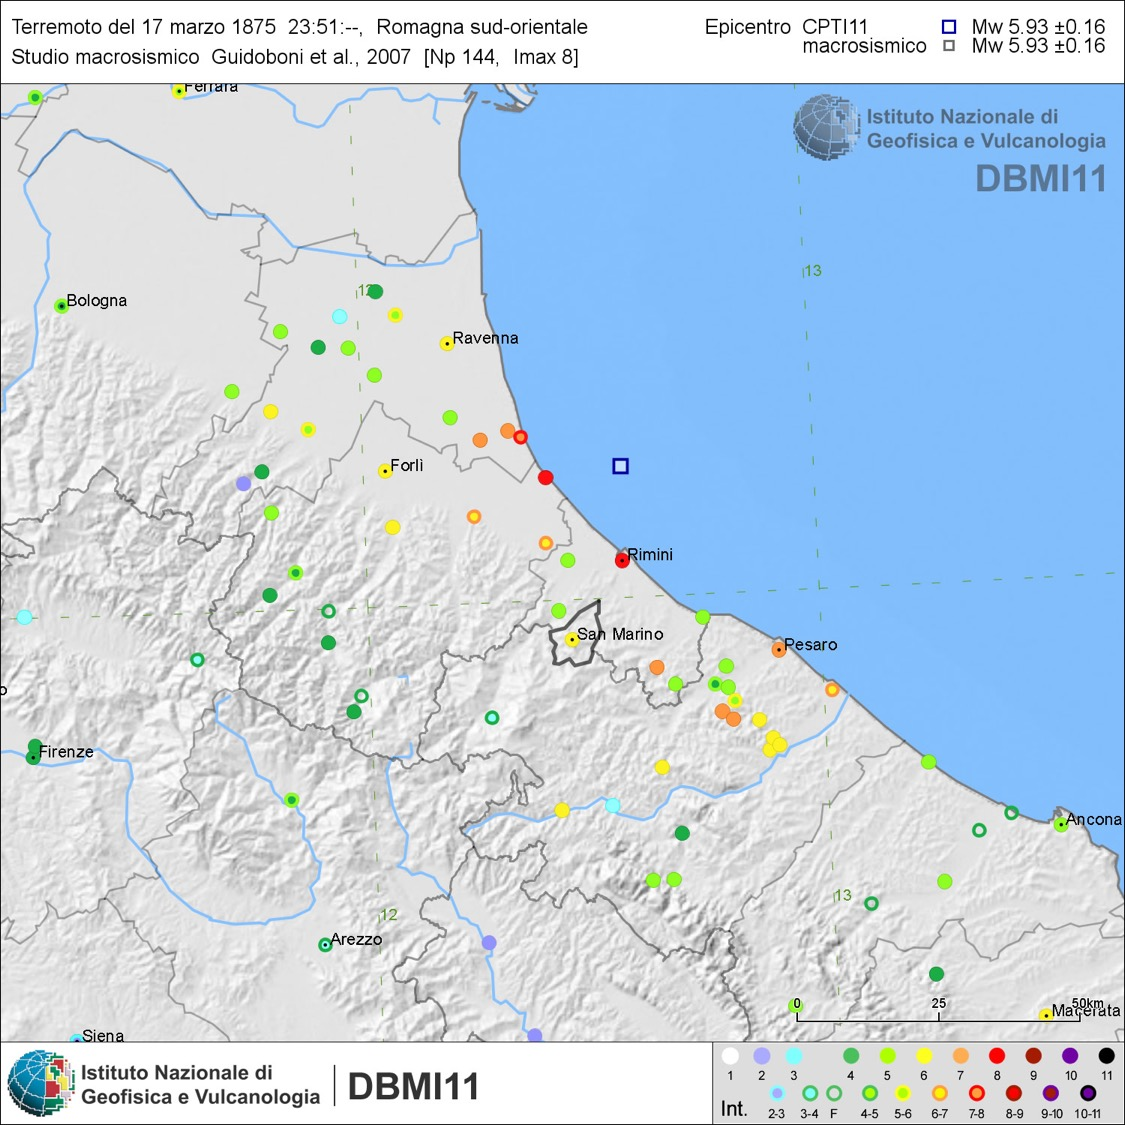 Terremoto del 17 marzo 1875 23:51:--, Romagna sud-orientale
Studio macrosismico Guidoboni et al., 2007 [Np 144, Imax 8]
Epicentro CPTI11 Mw 5.93 ±0.16
macrosismico Mw 5.93 ±0.16
Ferrara
Istituto Nazionale di
Geofisica e Vulcanologia
DBMI11
13
12
Bologna
Ravenna
Forlì
Rimini
San Marino
Pesaro
o
Firenze
Ancona
13
12
Arezzo
0 25 50km
Macerata
Siena
Istituto Nazionale di
Geofisica e Vulcanologia
DBMI11
1 2 3 4 5 6 7 8 9 10 11
Int. 2-3 3-4 F 4-5 5-6 6-7 7-8 8-9 9-10 10-11